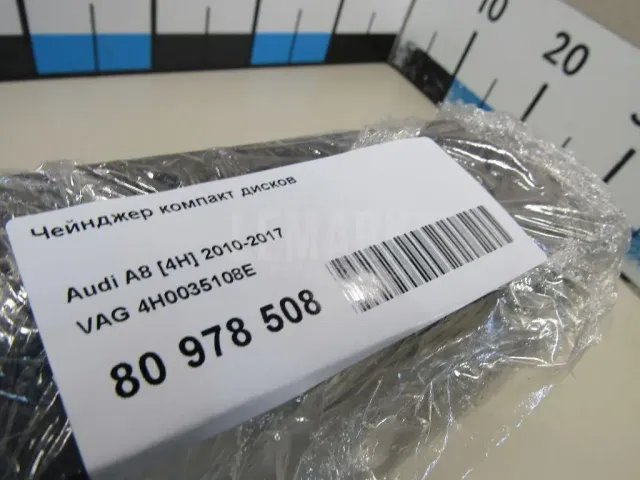 10
20
Чейнджер компакт дисков
Audi A8 [4H] 2010-2017
VAG 4H0035108E
80 978 508